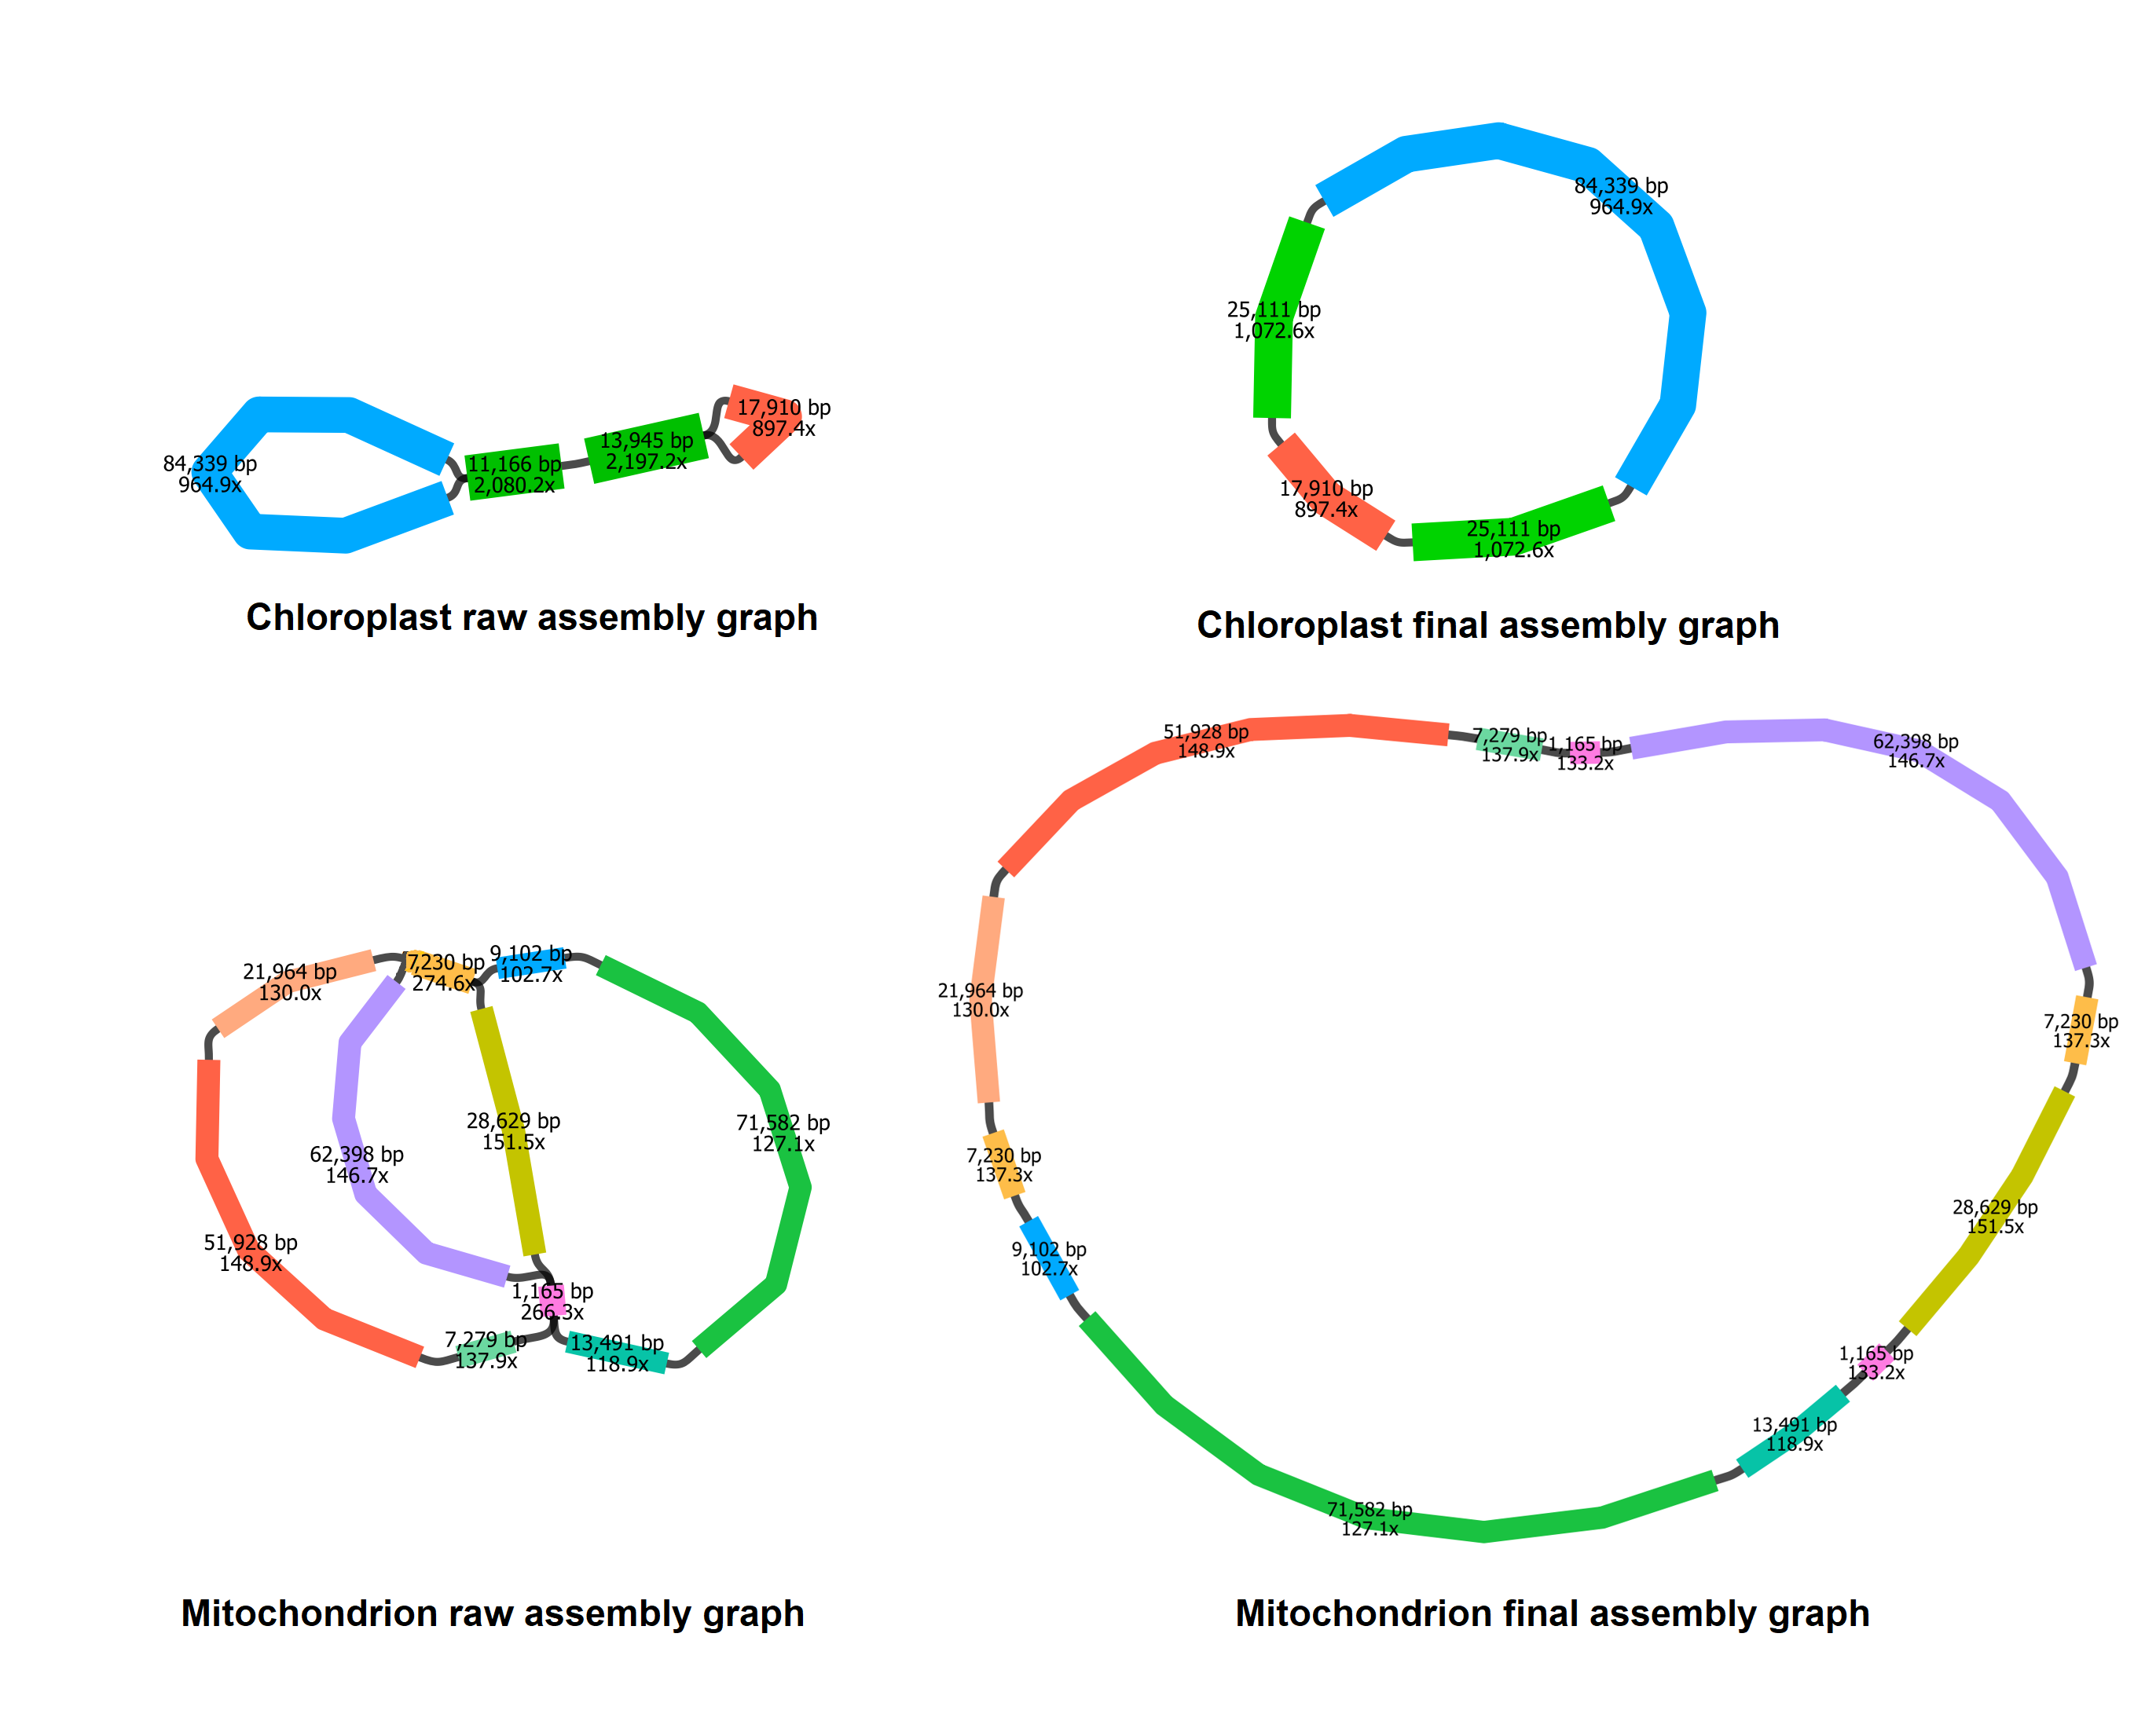 84,339 bp
964.9x
11,166 bp
2,080.2x
13,945 bp
2,197.2x
17,910 bp
897.4x
Chloroplast raw assembly graph
84,339 bp
964.9x
25,111 bp
1,072.6x
17,910 bp
897.4x
25,111 bp
1,072.6x
Chloroplast final assembly graph
21,964 bp
130.0x
7,230 bp
274.6x
9,102 bp
102.7x
28,629 bp
151.5x
71,582 bp
127.1x
62,398 bp
146.7x
51,928 bp
148.9x
1,165 bp
266.3x
7,279 bp
137.9x
13,491 bp
118.9x
Mitochondrion raw assembly graph
51,928 bp
148.9x
7,279 bp
137.9x
1,165 bp
133.2x
62,398 bp
146.7x
21,964 bp
130.0x
7,230 bp
137.3x
7,230 bp
137.3x
9,102 bp
102.7x
28,629 bp
151.5x
1,165 bp
133.2x
13,491 bp
118.9x
71,582 bp
127.1x
Mitochondrion final assembly graph